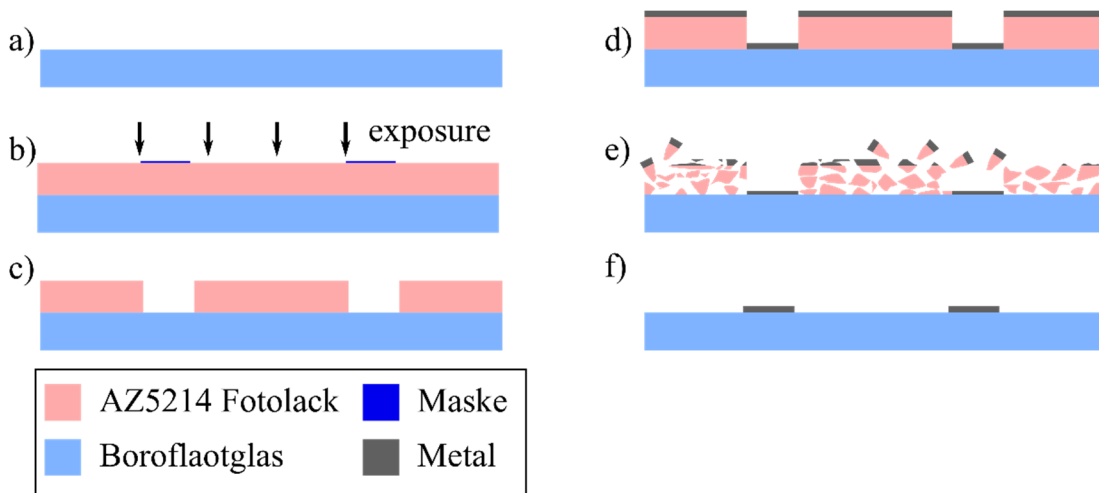 a)
b)
exposure
c)
d)
e)
f)
AZ5214 Fotolack
Maske
Boroflaotglas
Metal